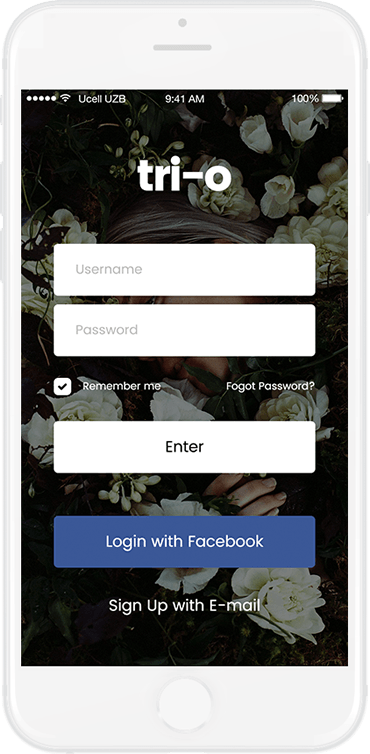 Ucell UZB 9:41 AM 100%
tri-o
Username
Password
Remember me Fogot Password?
Enter
Login with Facebook
Sign Up with E-mail